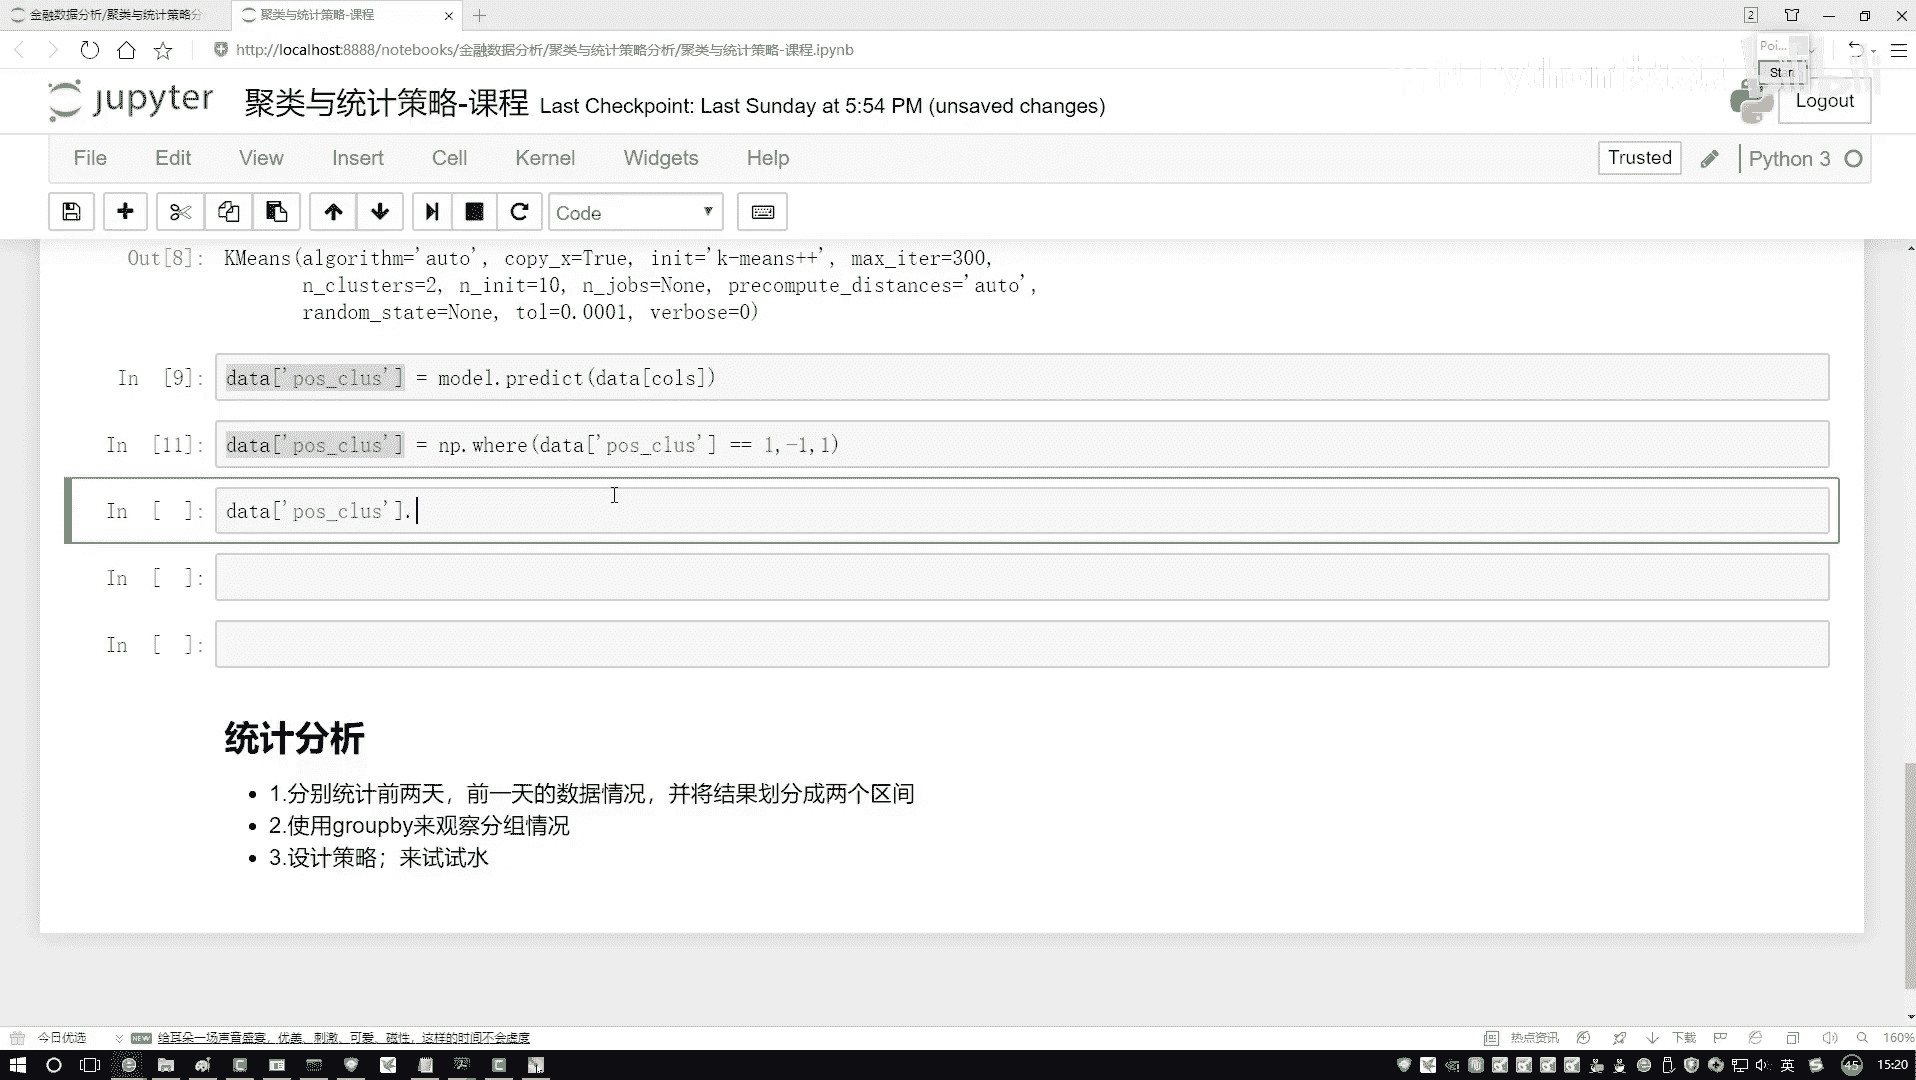 金融数据分析/聚类与统计策略分
聚类与统计策略-课程
2
http://localhost:8888/notebooks/金融数据分析/聚类与统计策略分析/聚类与统计策略-课程.ipynb
Poi...
Start
jupyter 聚类与统计策略-课程 Last Checkpoint: Last Sunday at 5:54 PM (unsaved changes)
Logout
File Edit View Insert Cell Kernel Widgets Help
Trusted Python 3
Code
Out[8]: KMeans(algorithm='auto', copy_x=True, init='k-means++', max_iter=300,
n_clusters=2, n_init=10, n_jobs=None, precompute_distances='auto',
random_state=None, tol=0.0001, verbose=0)
In [9]: data['pos_clus'] = model.predict(data[cols])
In [11]: data['pos_clus'] = np.where(data['pos_clus'] == 1,-1,1)
In [ ]: data['pos_clus'].
In [ ]:
In [ ]:
统计分析
1.分别统计前两天，前一天的数据情况，并将结果划分成两个区间
2.使用groupby来观察分组情况
3.设计策略；来试试水
今日优选 NEW 给耳朵一场声音盛宴，优美、刺激、可爱、磁性，这样的时间不会虚度
热点资讯 下载 160%
英 45 15:20